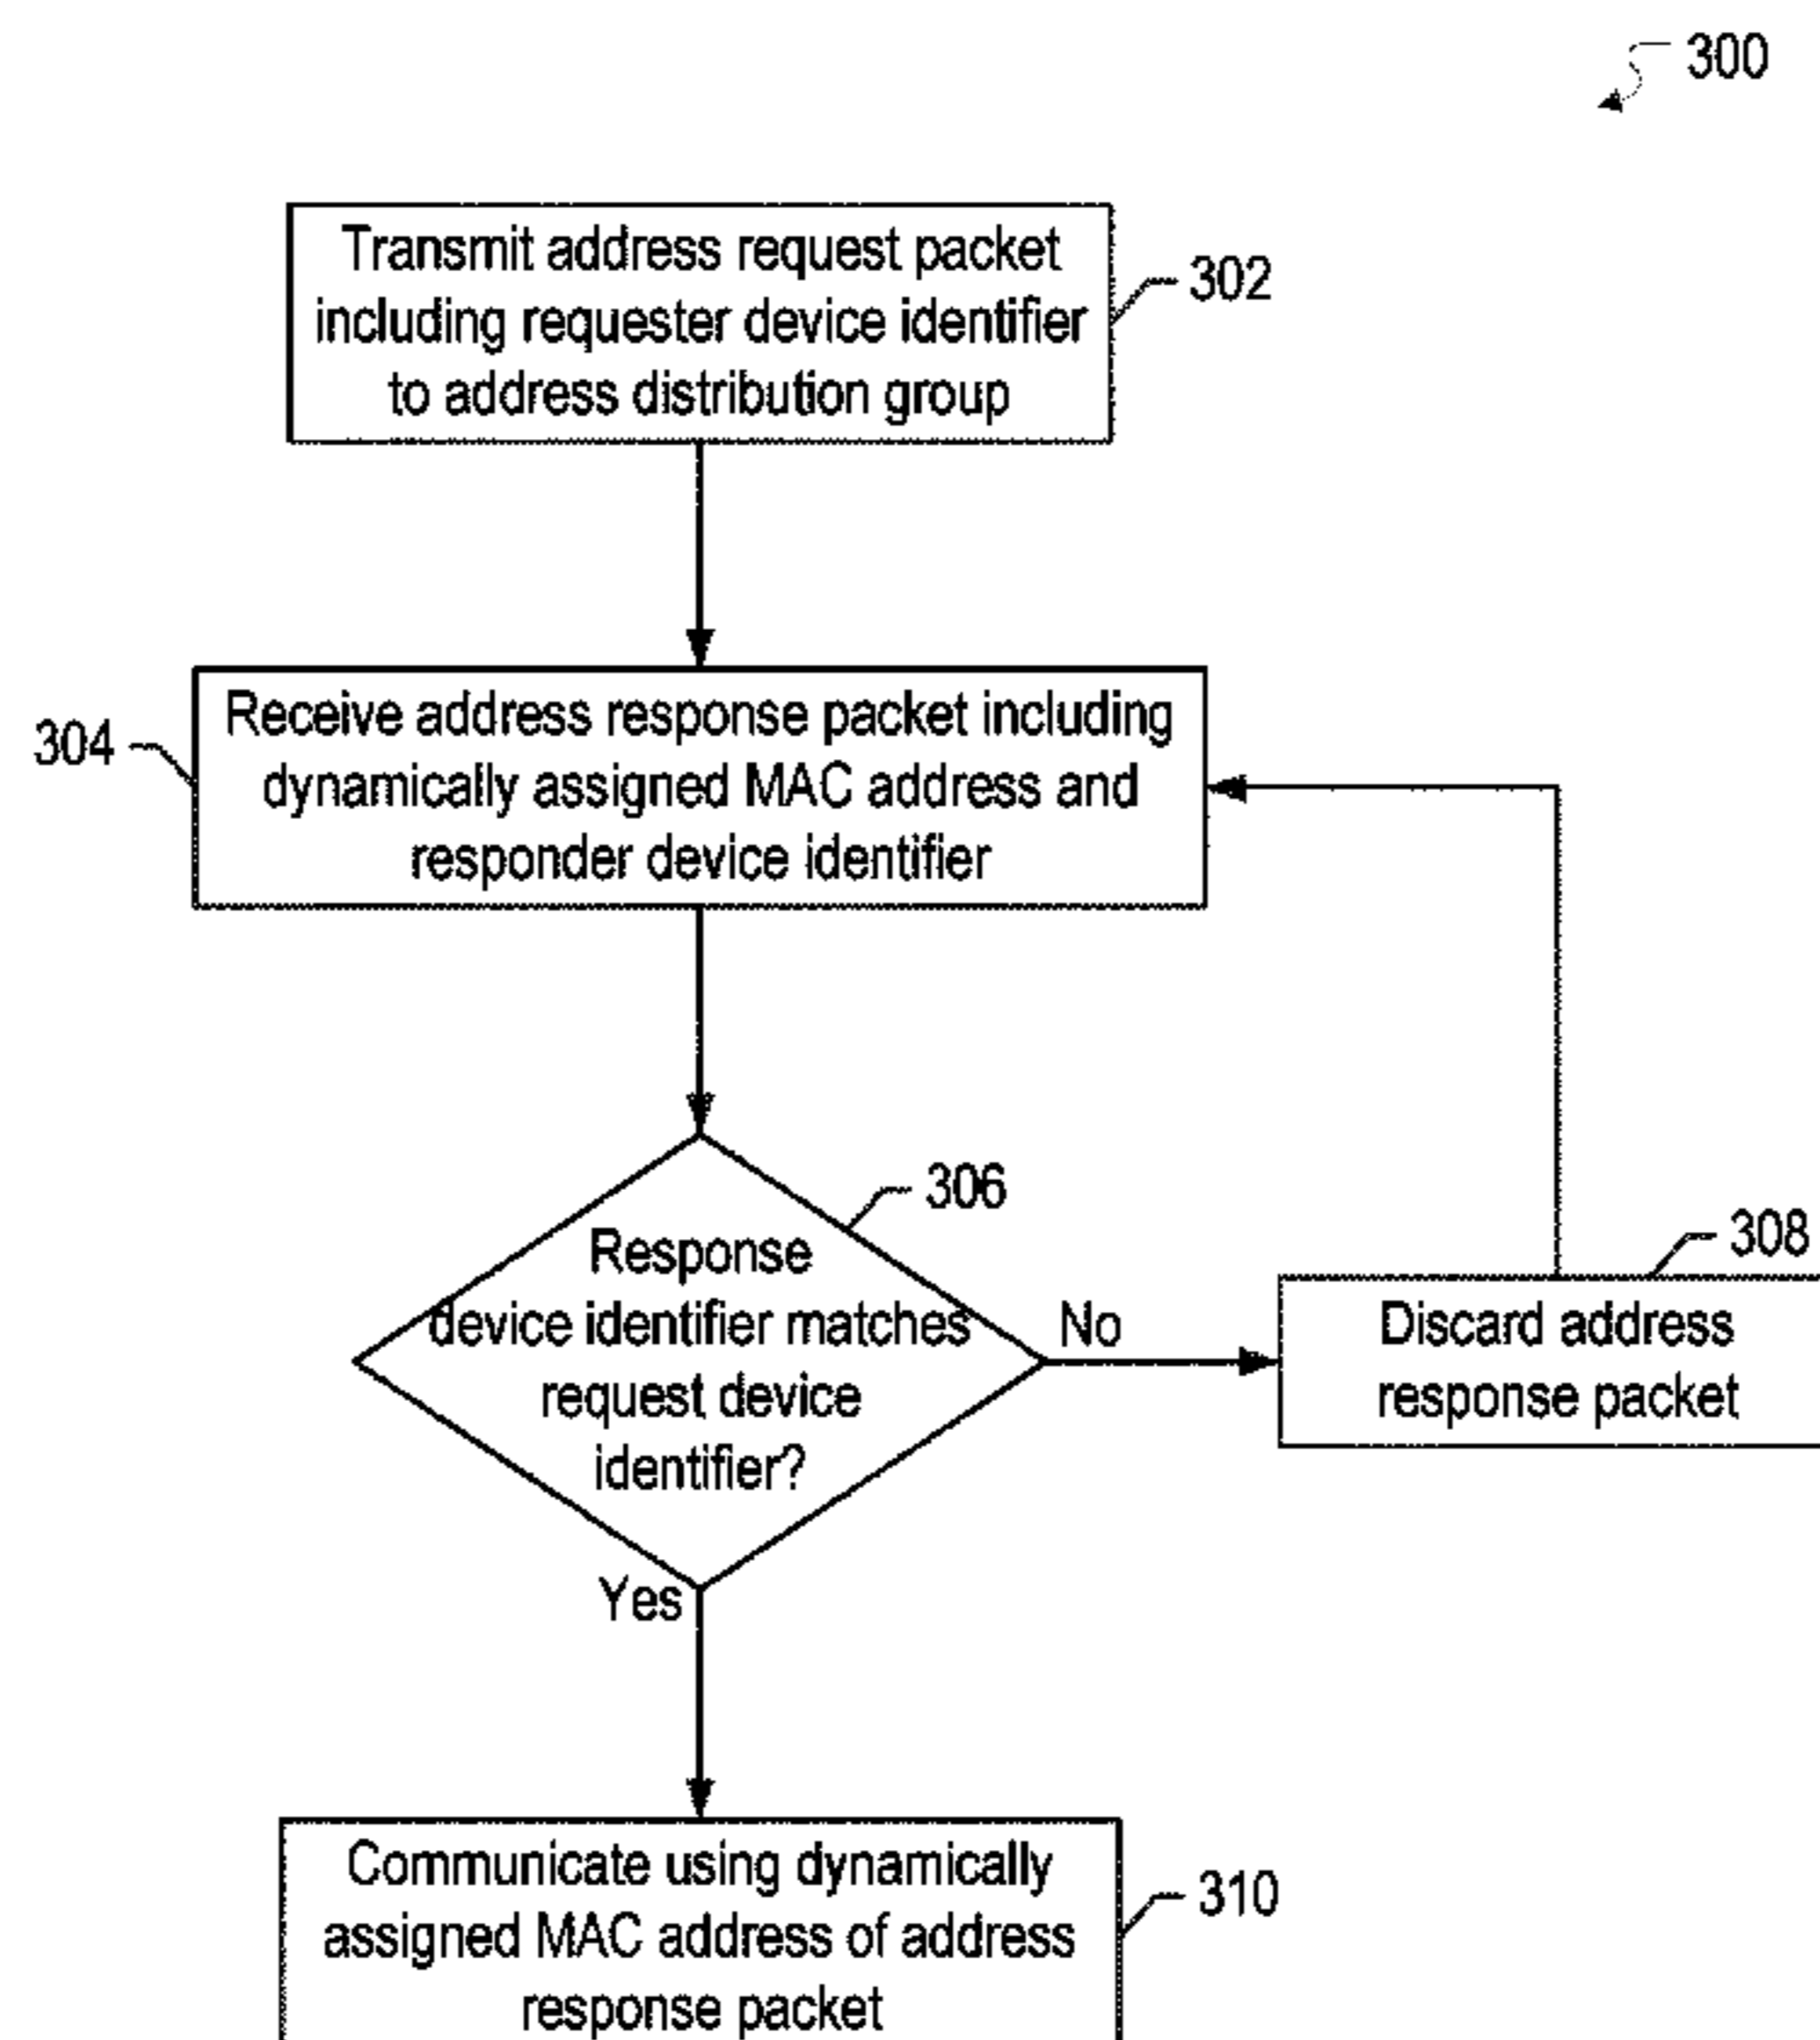 300
Transmit address request packet
including requester device identifier
to address distribution group
302
304
Receive address response packet including
dynamically assigned MAC address and
responder device identifier
306
Response
device identifier matches
request device
identifier?
No
308
Discard address
response packet
Yes
Communicate using dynamically
assigned MAC address of address
response packet
310